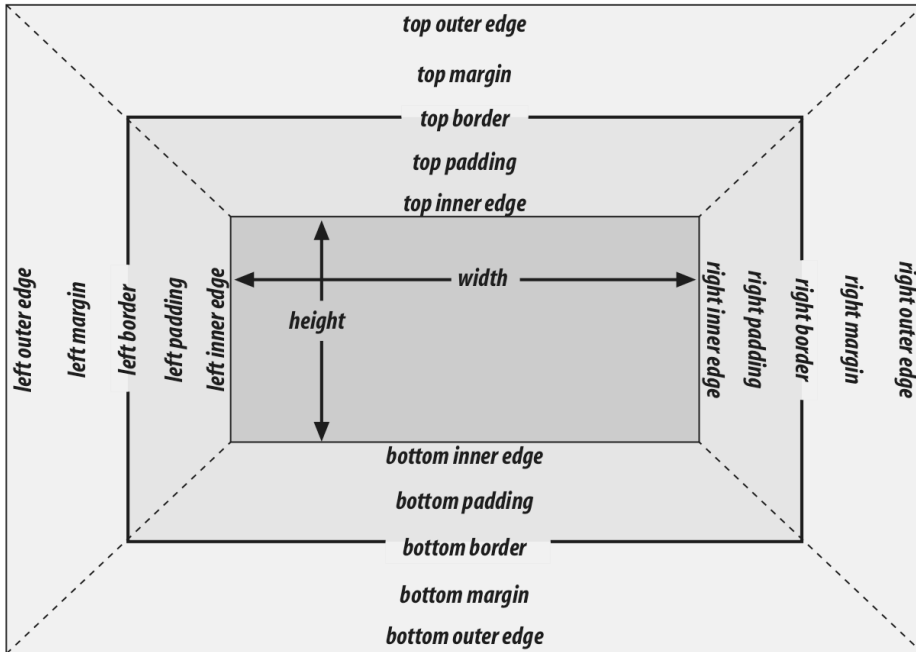 top outer edge
top margin
top border
top padding
top inner edge
left outer edge
left margin
left border
left padding
left inner edge
width
height
right inner edge
right padding
right border
right margin
right outer edge
bottom inner edge
bottom padding
bottom border
bottom margin
bottom outer edge